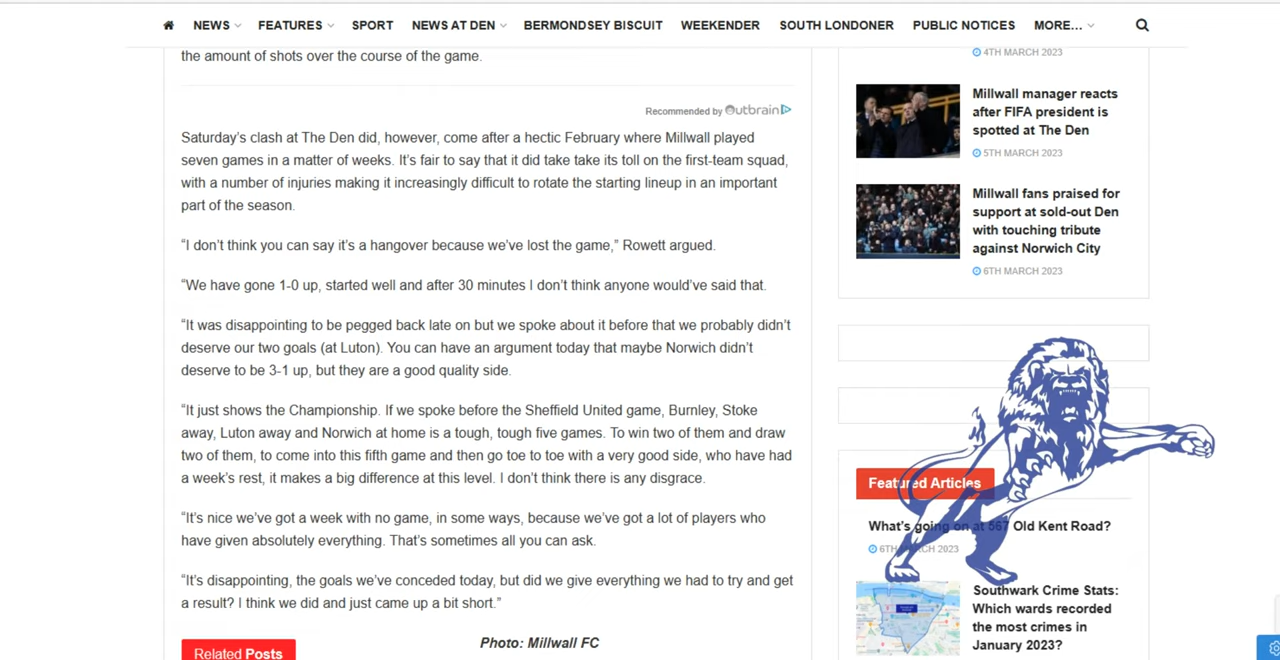 NEWS FEATURES SPORT NEWS AT DEN BERMONDSEY BISCUIT WEEKENDER SOUTH LONDONER PUBLIC NOTICES MORE...
the amount of shots over the course of the game.
Recommended by Outbrain
Saturday's clash at The Den did, however, come after a hectic February where Millwall played
seven games in a matter of weeks. It's fair to say that it did take take its toll on the first-team squad,
with a number of injuries making it increasingly difficult to rotate the starting lineup in an important
part of the season.
“I don't think you can say it's a hangover because we've lost the game,” Rowett argued.
“We have gone 1-0 up, started well and after 30 minutes I don't think anyone would've said that.
“It was disappointing to be pegged back late on but we spoke about it before that we probably didn't
deserve our two goals (at Luton). You can have an argument today that maybe Norwich didn't
deserve to be 3-1 up, but they are a good quality side.
“It just shows the Championship. If we spoke before the Sheffield United game, Burnley, Stoke
away, Luton away and Norwich at home is a tough, tough five games. To win two of them and draw
two of them, to come into this fifth game and the go toe to toe with a very good side, who have had
a week's rest, it makes a big difference at this level. I don't think there is any disgrace.
“It's nice we've got a week with no game, in some ways, because we've got a lot of players who
have given absolutely everything. That's sometimes all you can ask.
“It's disappointing, the goals we've conceded today, but did we give everything we had to try and get
a result? I think we did and just came up a bit short.”
Related Posts
Photo: Millwall FC
4TH MARCH 2023
Millwall manager reacts
after FIFA president is
spotted at The Den
5TH MARCH 2023
Millwall fans praised for
support at sold-out Den
with touching tribute
against Norwich City
6TH MARCH 2023
Featured Articles
What's going on at 567 Old Kent Road?
6TH MARCH 2023
Southwark Crime Stats:
Which wards recorded
the most crimes in
January 2023?